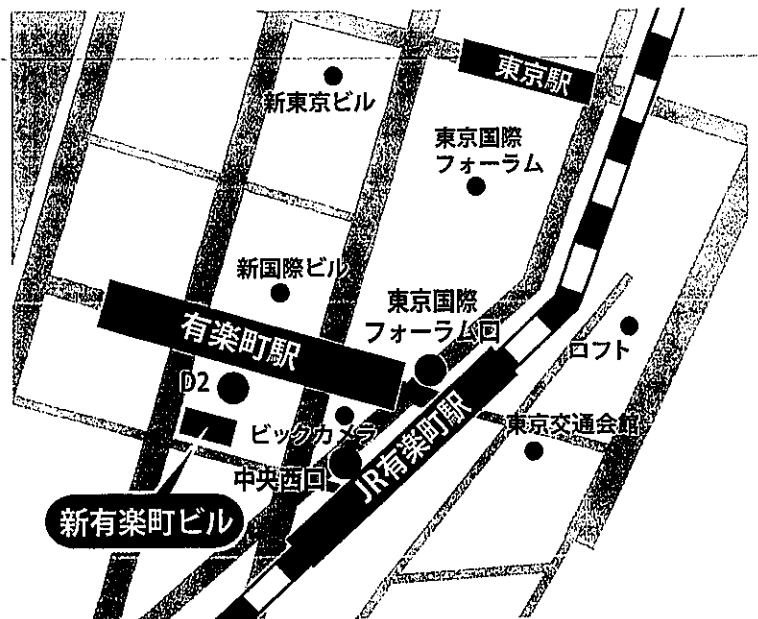 東京駅
新東京ビル
東京国際
フォーラム
新国際ビル
東京国際
フォーラム口
有楽町駅
ロフト
D2
ビックカメラ
東京交通会館
JR有楽町駅
中央西口
新有楽町ビル